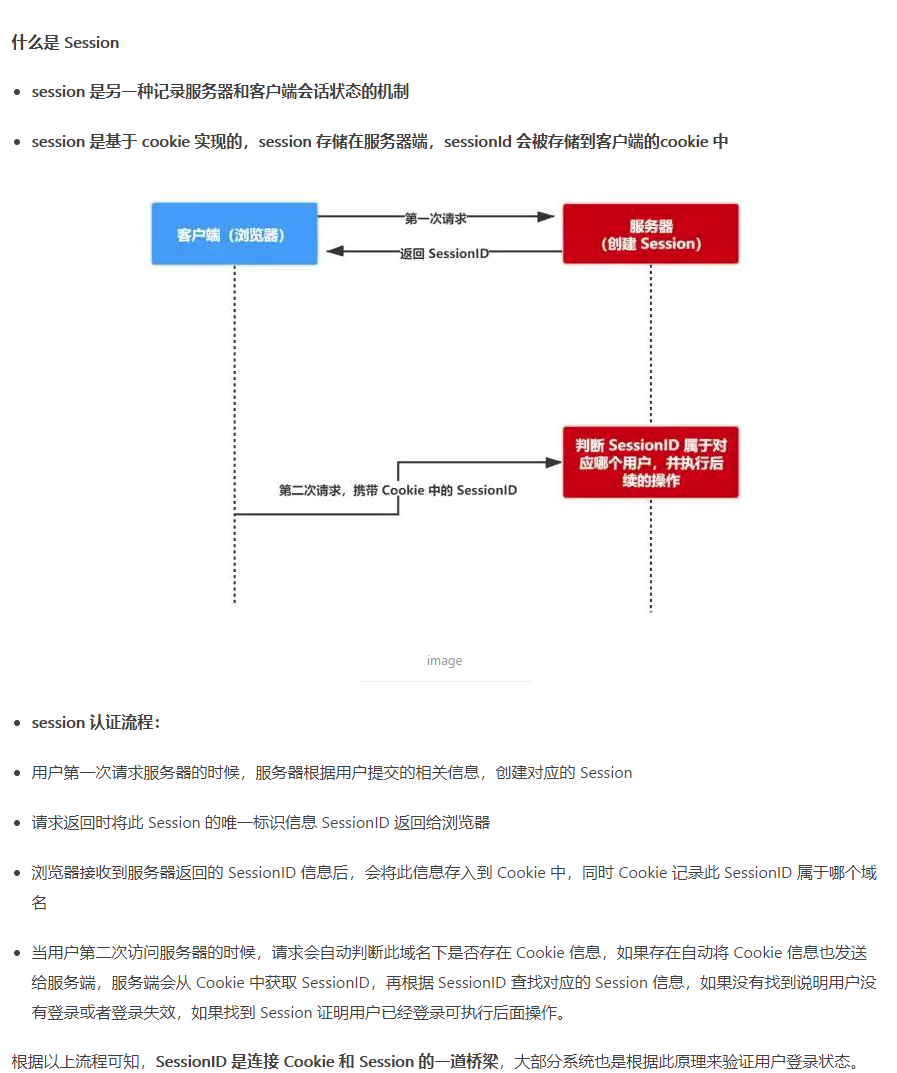 什么是 Session
session 是另一种记录服务器和客户端会话状态的机制
session 是基于 cookie 实现的，session 存储在服务器端，sessionId 会被存储到客户端的cookie 中
客户端（浏览器）
第一次请求
返回 SessionID
服务器
（创建 Session）
判断 SessionID 属于对
应哪个用户，并执行后
续的操作
第二次请求，携带 Cookie 中的 SessionID
image
session 认证流程：
用户第一次请求服务器的时候，服务器根据用户提交的相关信息，创建对应的 Session
请求返回时将此 Session 的唯一标识信息 SessionID 返回给浏览器
浏览器接收到服务器返回的 SessionID 信息后，会将此信息存入到 Cookie 中，同时 Cookie 记录此 SessionID 属于哪个域
名
当用户第二次访问服务器的时候，请求会自动判断此域名下是否存在 Cookie 信息，如果存在自动将 Cookie 信息也发送
给服务端，服务端会从 Cookie 中获取 SessionID，再根据 SessionID 查找对应的 Session 信息，如果没有找到说明用户没
有登录或者登录失效，如果找到 Session 证明用户已经登录可执行后面操作。
根据以上流程可知，SessionID 是连接 Cookie 和 Session 的一道桥梁，大部分系统也是根据此原理来验证用户登录状态。